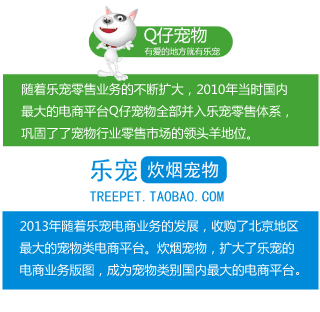 Q仔宠物
有爱的地方就有乐宠
随着乐宠零售业务的不断扩大，2010年当时国内
最大的电商平台Q仔宠物全部并入乐宠零售体系，
巩固了了宠物行业零售市场的领头羊地位。
乐宠 炊烟宠物
TREEPET.TAOBAO.COM
2013年随着乐宠电商业务的发展，收购了北京地区
最大的宠物类电商平台。炊烟宠物，扩大了乐宠的
电商业务版图，成为宠物类别国内最大的电商平台。